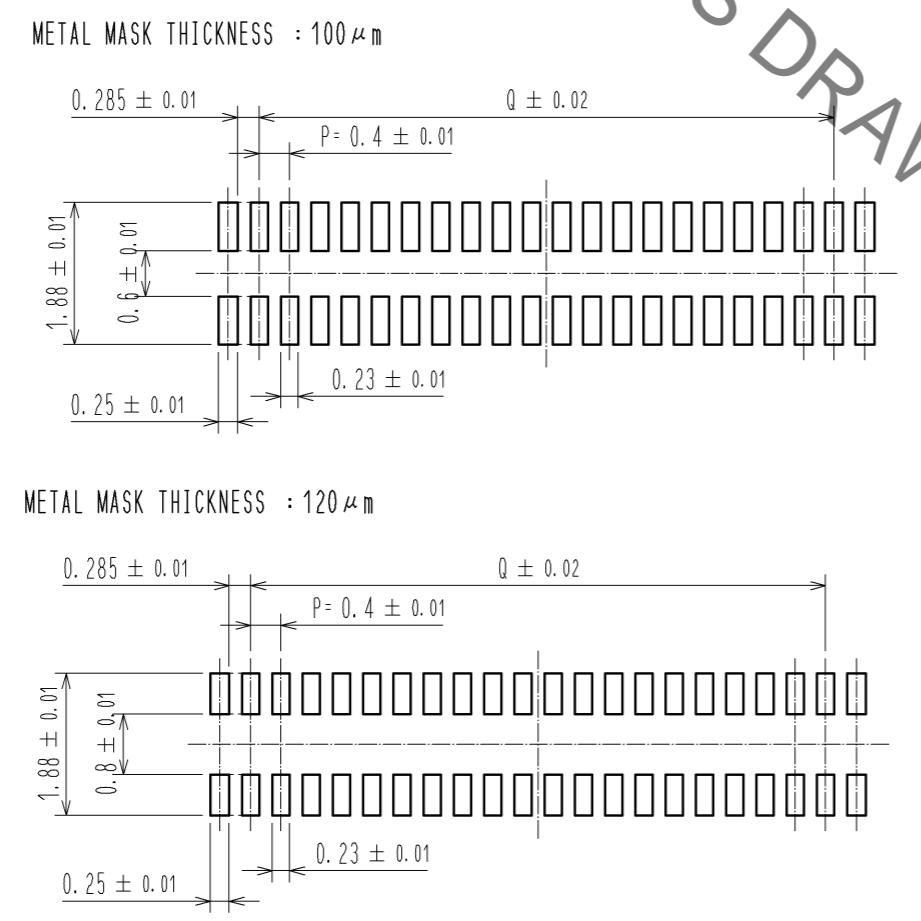 METAL MASK THICKNESS : 100μm
S DRAW
0.285 ± 0.01
Q ± 0.02
P= 0.4 ± 0.01
1.88 ± 0.01
0.6 ± 0.01
0.23 ± 0.01
0.25 ± 0.01
METAL MASK THICKNESS : 120μm
0.285 ± 0.01
Q ± 0.02
P= 0.4 ± 0.01
1.88 ± 0.01
0.8 ± 0.01
0.23 ± 0.01
0.25 ± 0.01